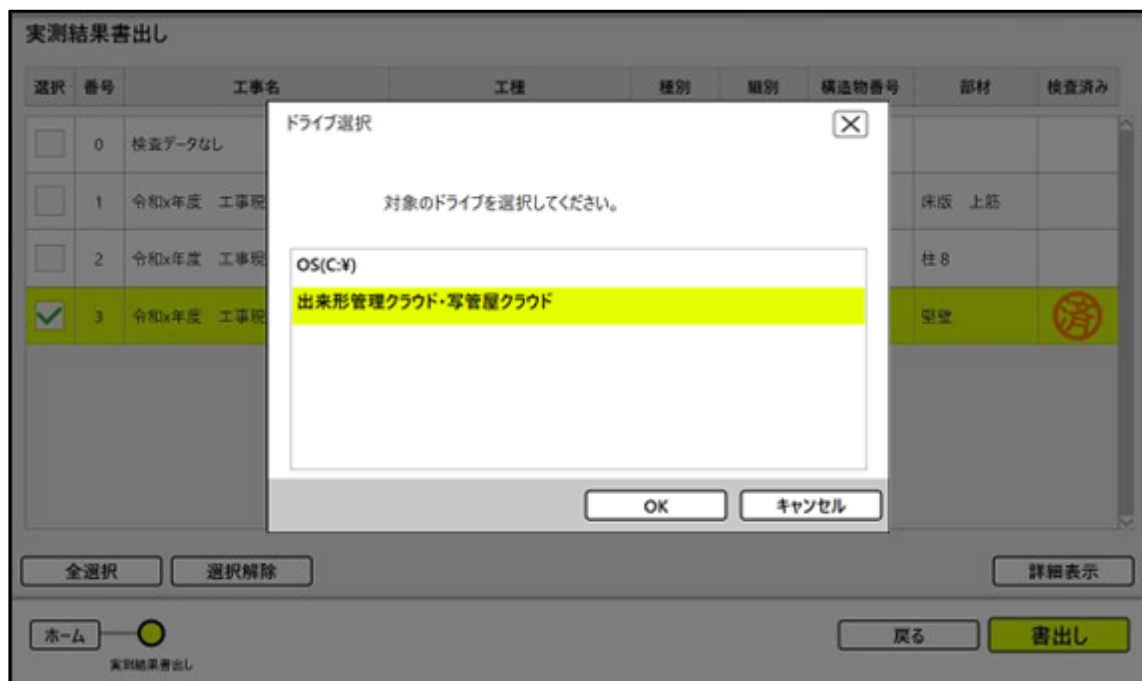 実測結果書出し
選択 番号 工事名 工種 種別 細別 構造物番号 部材 検査済み
ドライブ選択
0 検査データなし
対象のドライブを選択してください。
1 令和x年度 工事現 床版 上筋
OS(C:¥)
2 令和x年度 工事現 柱8
出来形管理クラウド・写管屋クラウド
3 令和x年度 工事現 竪壁 済
OK キャンセル
全選択 選択解除 詳細表示
ホーム 戻る 書出し
実測結果書出し